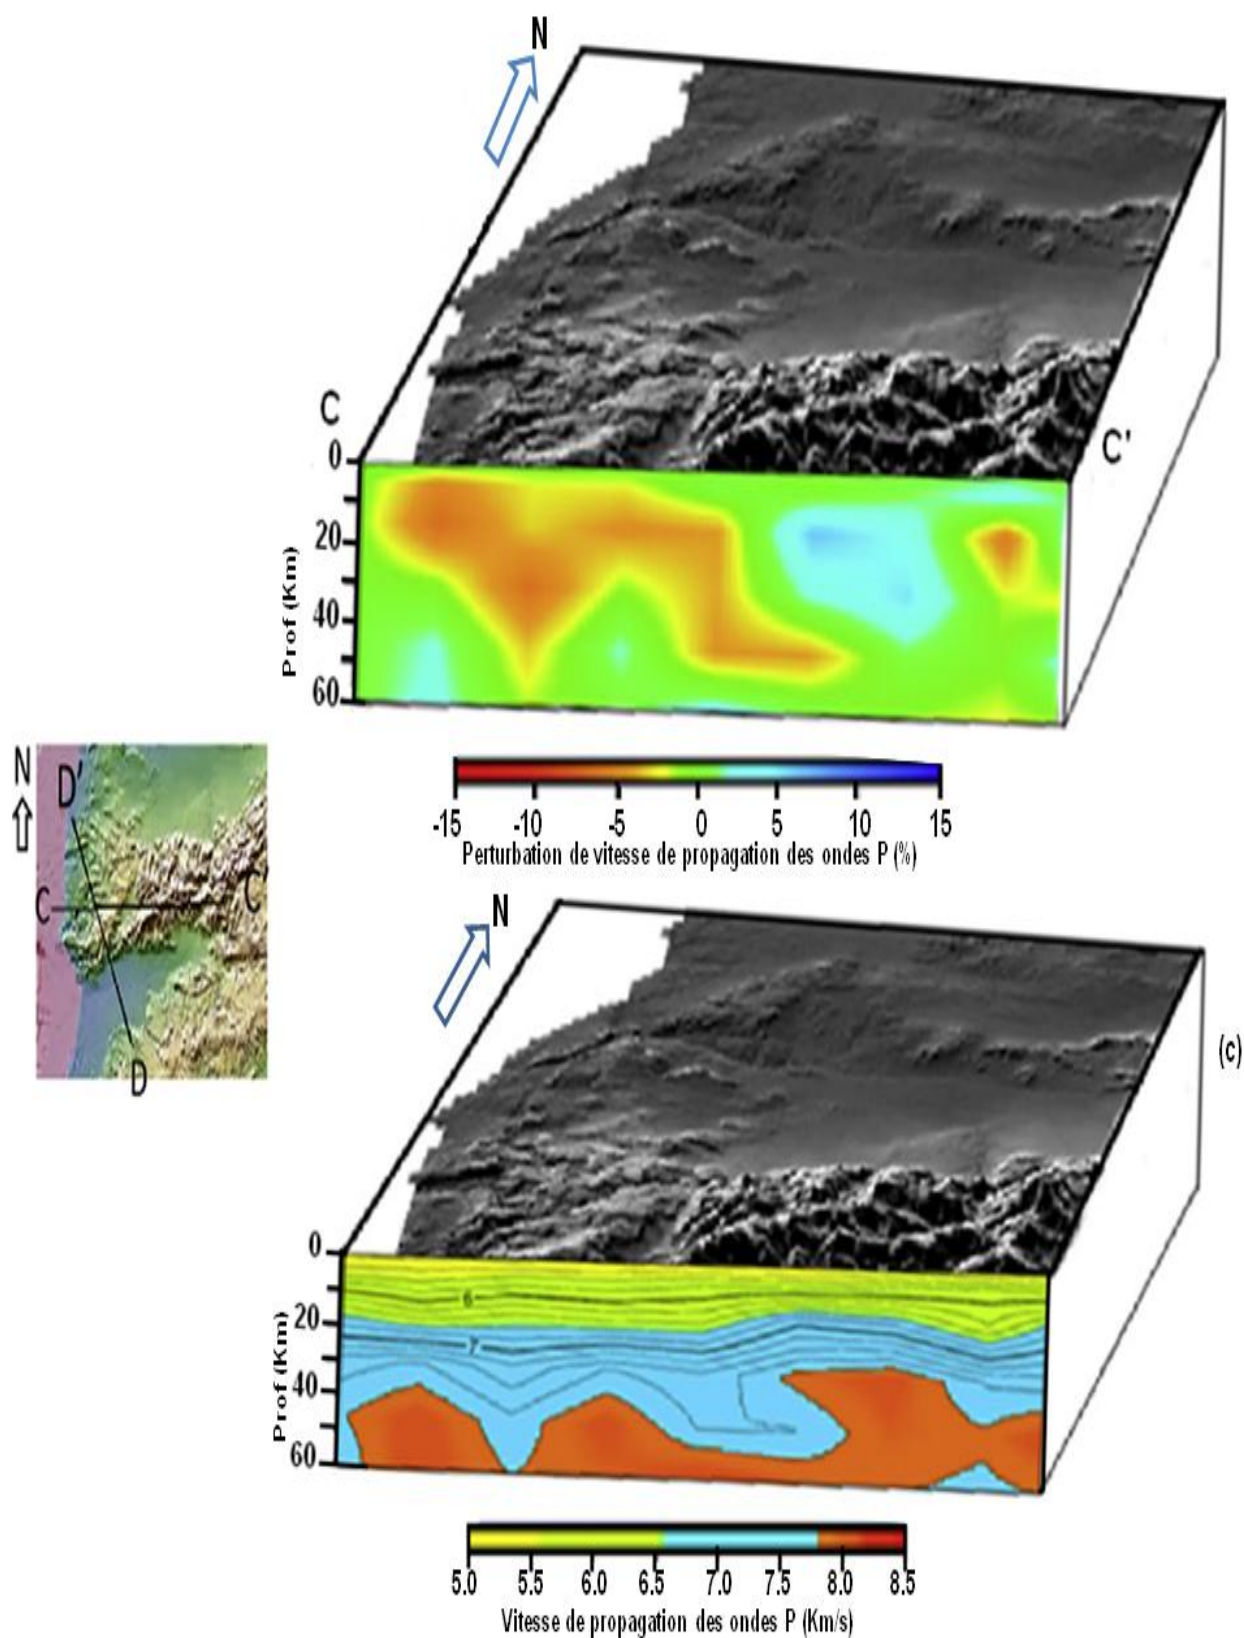 N
C
C'
0
20
40
60
Prof (Km)
-15 -10 -5 0 5 10 15
Perturbation de vitesse de propagation des ondes P (%)
N
D'
C C'
D
N
(c)
0
20
40
60
Prof (Km)
6
7
5.0 5.5 6.0 6.5 7.0 7.5 8.0 8.5
Vitesse de propagation des ondes P (Km/s)